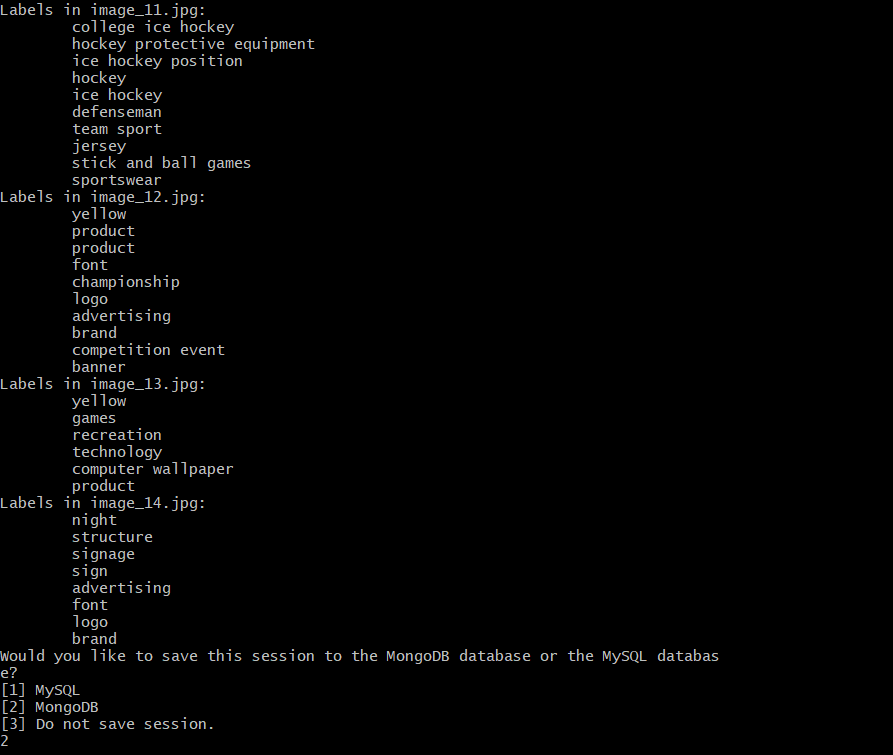 Labels in image_11.jpg:
college ice hockey
hockey protective equipment
ice hockey position
hockey
ice hockey
defenseman
team sport
jersey
stick and ball games
sportswear
Labels in image_12.jpg:
yellow
product
product
font
championship
logo
advertising
brand
competition event
banner
Labels in image_13.jpg:
yellow
games
recreation
technology
computer wallpaper
product
Labels in image_14.jpg:
night
structure
signage
sign
advertising
font
logo
brand
Would you like to save this session to the MongoDB database or the MySQL databas
e?
[1] MySQL
[2] MongoDB
[3] Do not save session.
2